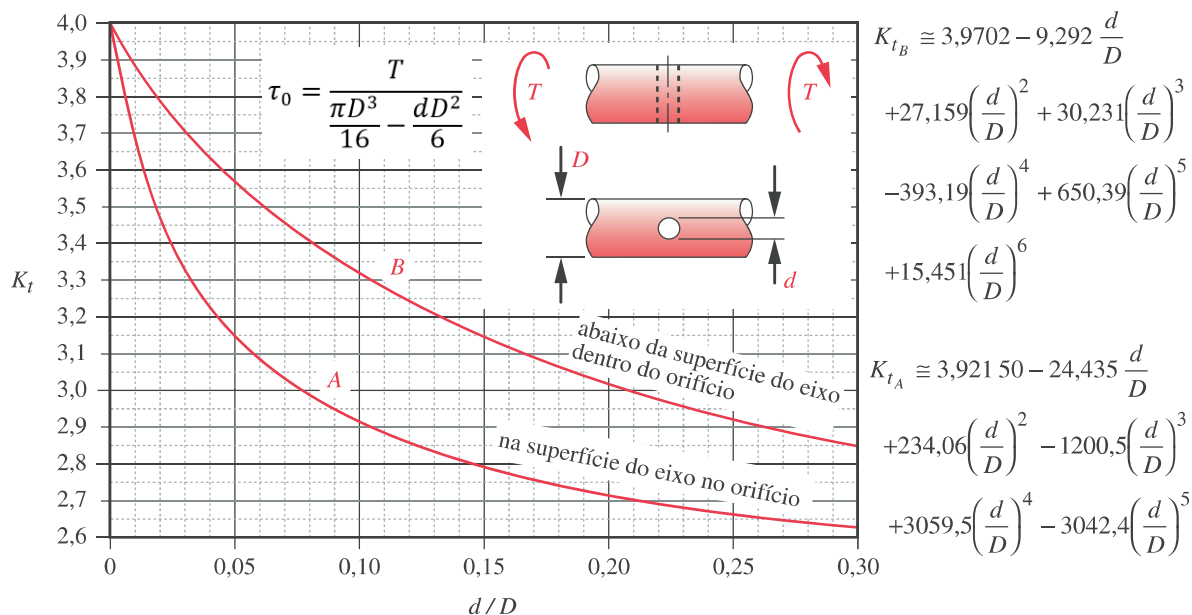 4,0
3,9
3,8
3,7
3,6
3,5
3,4
3,3
3,2
3,1
3,0
2,9
2,8
2,7
2,6
K_t
0 0,05 0,10 0,15 0,20 0,25 0,30
d / D
τ₀ = T / (πD³/16 − dD²/6)
T T
D
d
B
A
abaixo da superfície do eixo
dentro do orifício
na superfície do eixo no orifício
K_{t_B} ≅ 3,9702 − 9,292 d/D
+27,159(d/D)² + 30,231(d/D)³
-393,19(d/D)⁴ + 650,39(d/D)⁵
+15,451(d/D)⁶
K_{t_A} ≅ 3,921 50 − 24,435 d/D
+234,06(d/D)² −1200,5(d/D)³
+3059,5(d/D)⁴ − 3042,4(d/D)⁵